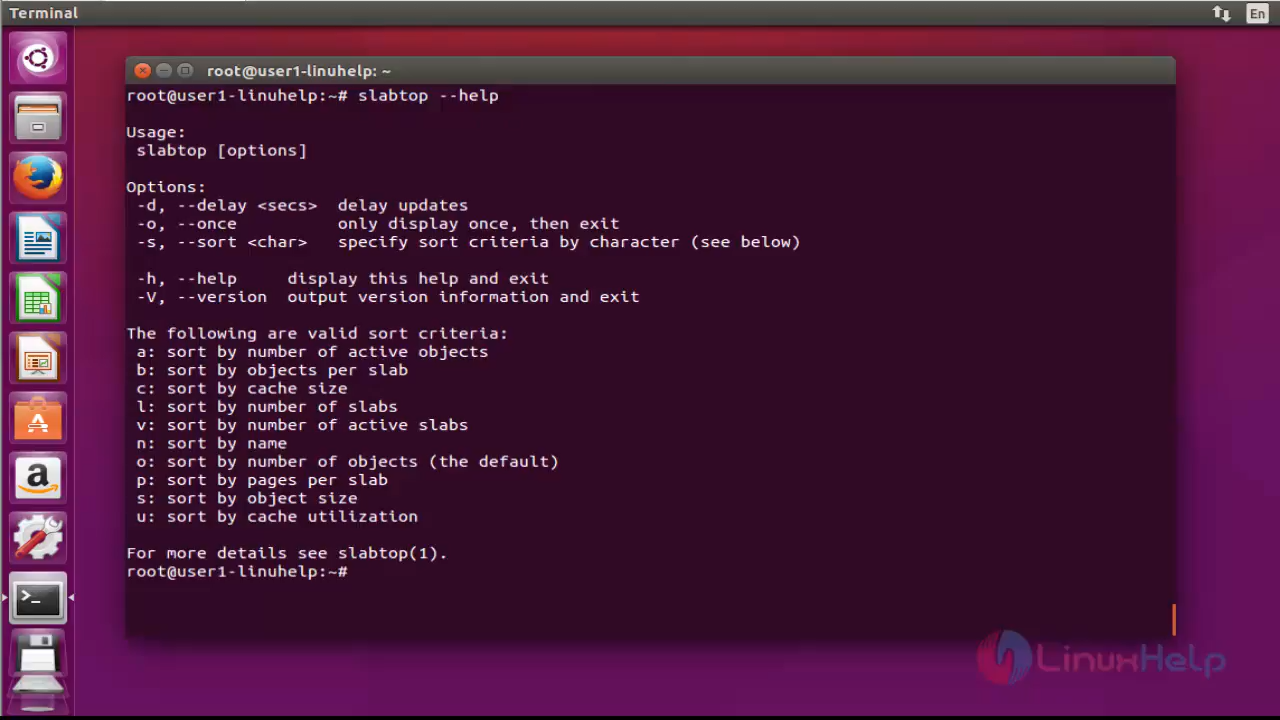 Terminal
En
root@user1-linuhelp: ~
root@user1-linuhelp:~# slabtop --help
Usage:
slabtop [options]
Options:
-d, --delay <secs>  delay updates
-o, --once          only display once, then exit
-s, --sort <char>   specify sort criteria by character (see below)
-h, --help     display this help and exit
-V, --version  output version information and exit
The following are valid sort criteria:
a: sort by number of active objects
b: sort by objects per slab
c: sort by cache size
l: sort by number of slabs
v: sort by number of active slabs
n: sort by name
o: sort by number of objects (the default)
p: sort by pages per slab
s: sort by object size
u: sort by cache utilization
For more details see slabtop(1).
root@user1-linuhelp:~#
LinuxHelp